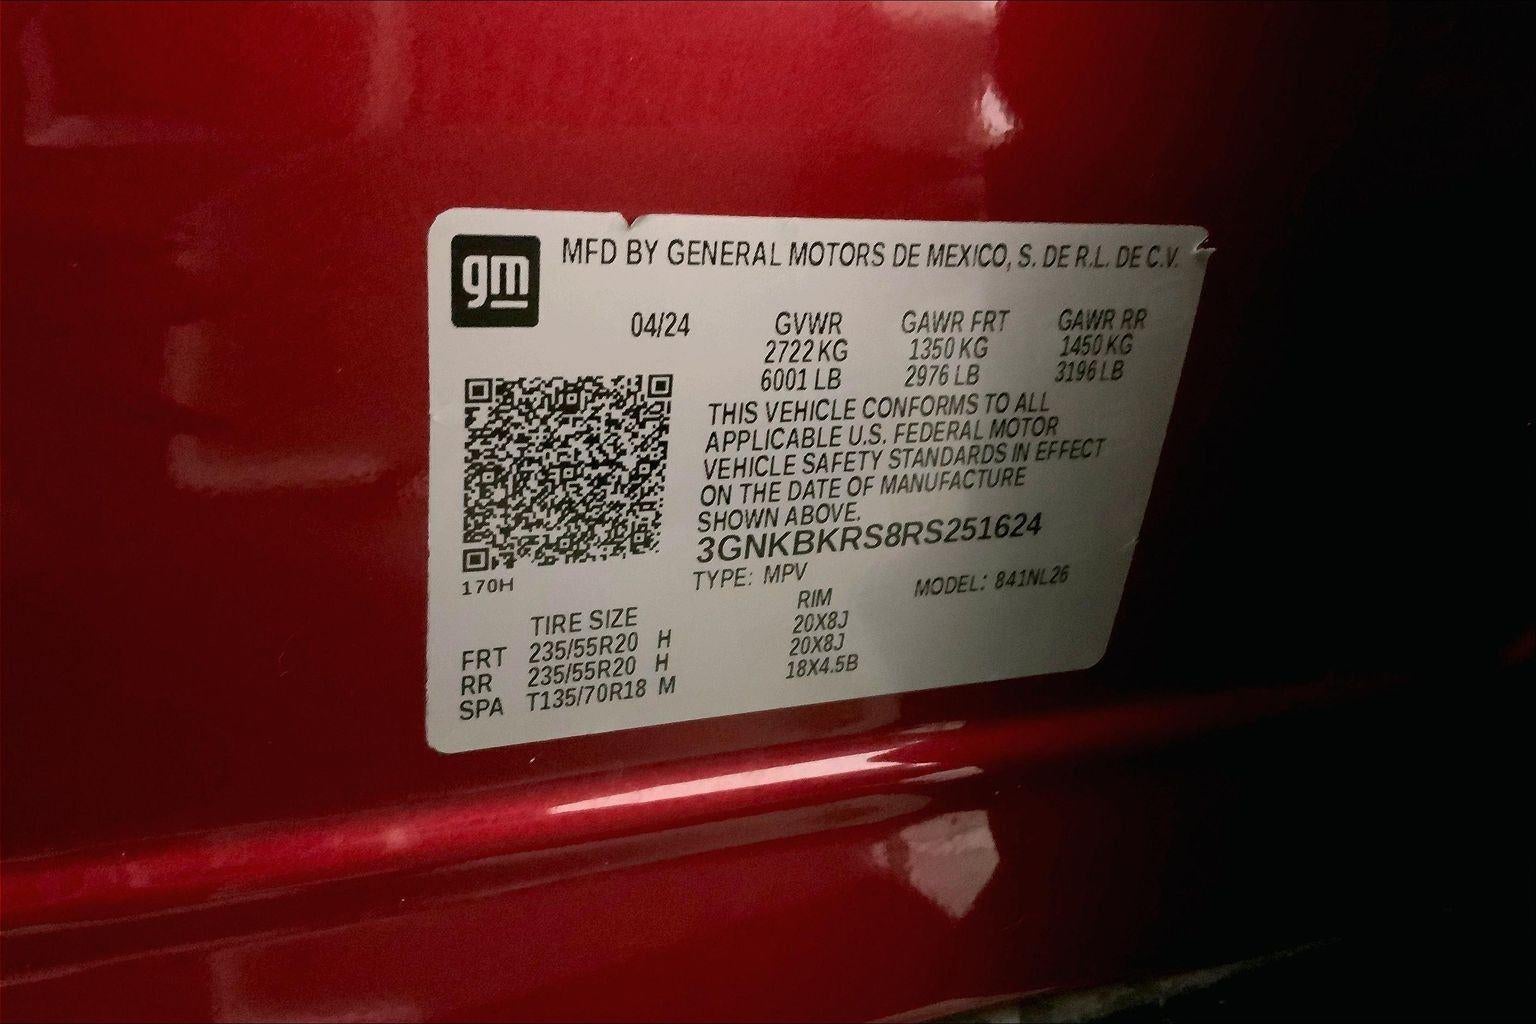 gm
MFD BY GENERAL MOTORS DE MEXICO, S. DE R.L. DE C.V.
04/24 GVWR GAWR FRT GAWR RR
2722 KG 1350 KG 1450 KG
6001 LB 2976 LB 3196 LB
THIS VEHICLE CONFORMS TO ALL
APPLICABLE U.S. FEDERAL MOTOR
VEHICLE SAFETY STANDARDS IN EFFECT
ON THE DATE OF MANUFACTURE
SHOWN ABOVE.
3GNKBKRS8RS251624
170H
TYPE: MPV MODEL: 841NL26
TIRE SIZE RIM
FRT 235/55R20 H 20X8J
RR 235/55R20 H 20X8J
SPA T135/70R18 M 18X4.5B